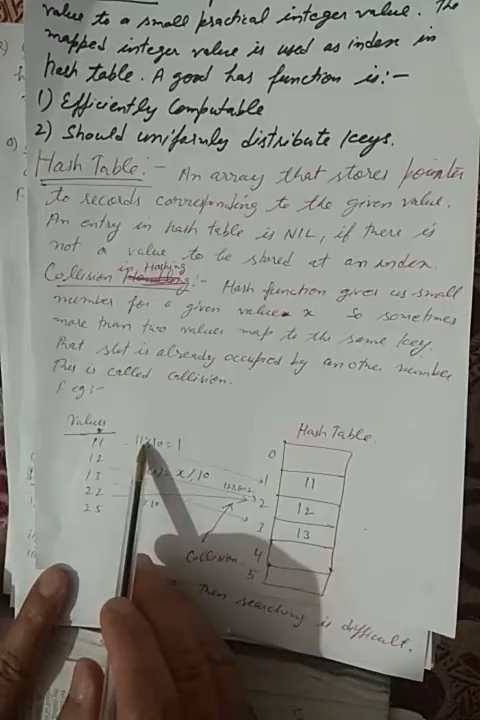 value to a small practical integer value. The
mapped integer value is used as index in
hash table. A good has function is:-
1) Efficiently Computable
2) Should uniformly distribute keys.
Hash Table:- An array that stores pointer
to records corresponding to the given value.
An entry in hash table is NIL, if there is
not a value to be stored at an index.
Collision in Hashing:- Hash function gives us small
number for a given value x So sometimes
more than two values map to the same key.
that slot is already occupied by another number
This is called collision.
eg:-
Values
Hash Table
11 11%10=1
12
13 = x%10
22
25 %10
0
1 11
2 12
3 13
4
5
Collision
Then searching is difficult.